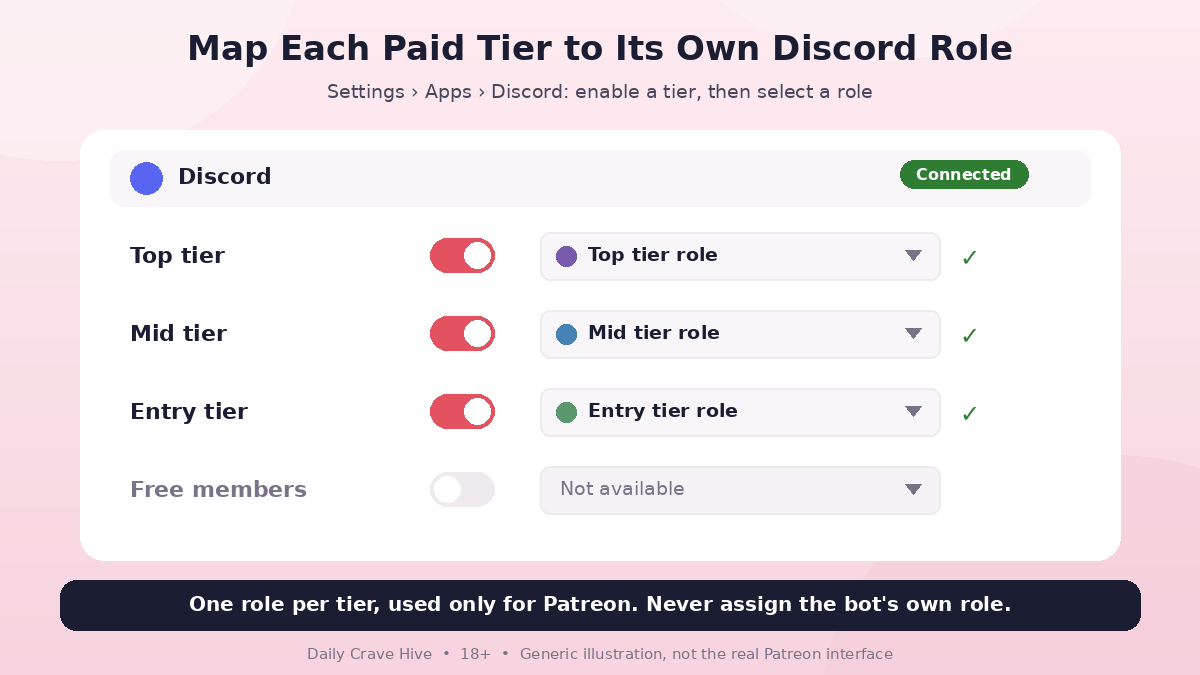 Map Each Paid Tier to Its Own Discord Role
Settings › Apps › Discord: enable a tier, then select a role
Discord
Connected
Top tier
Top tier role
✓
Mid tier
Mid tier role
✓
Entry tier
Entry tier role
✓
Free members
Not available
One role per tier, used only for Patreon. Never assign the bot's own role.
Daily Crave Hive • 18+ • Generic illustration, not the real Patreon interface